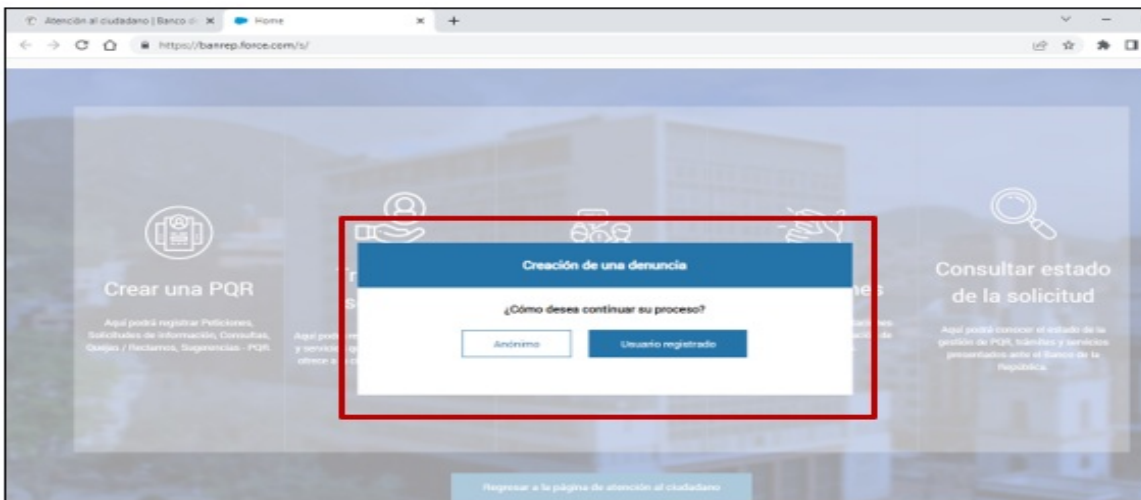 Atención al ciudadano | Banco d
Home
https://banrep.force.com/s/
Crear una PQR
Aquí podrá registrar Peticiones,
Solicitudes de información, Consultas,
Quejas / Reclamos, Sugerencias - PQR.
Creación de una denuncia
¿Cómo desea continuar su proceso?
Anónimo
Usuario registrado
Consultar estado
de la solicitud
Aquí podrá conocer el estado de la
gestión de PQR, trámites y servicios
presentados ante el Banco de la
República.
Regresar a la página de atención al ciudadano